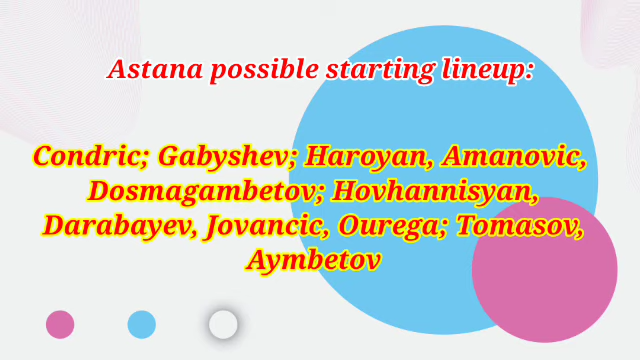 Astana possible starting lineup:
Condric; Gabyshev; Haroyan, Amanovic,
Dosmagambetov; Hovhannisyan,
Darabayev, Jovancic, Ourega; Tomasov,
Aymbetov